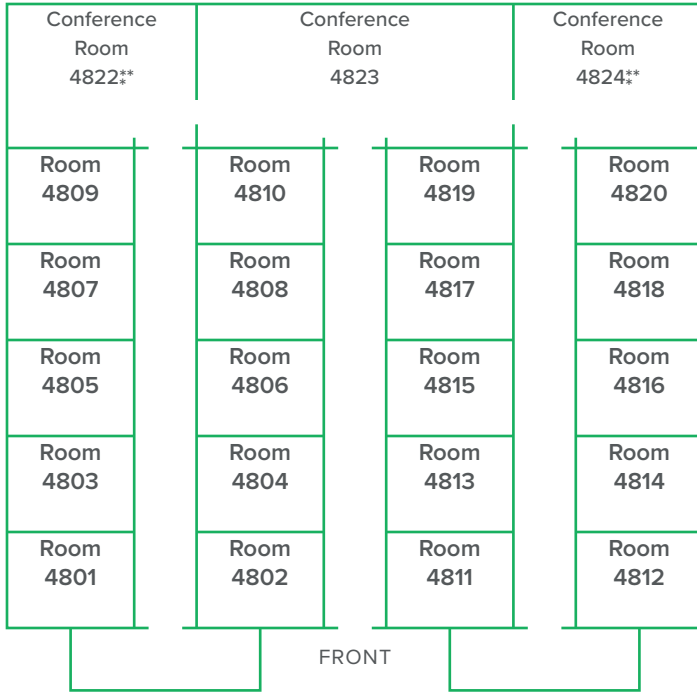 Conference
Room
4822***
Conference
Room
4823
Conference
Room
4824***
Room
4809
Room
4810
Room
4819
Room
4820
Room
4807
Room
4808
Room
4817
Room
4818
Room
4805
Room
4806
Room
4815
Room
4816
Room
4803
Room
4804
Room
4813
Room
4814
Room
4801
Room
4802
Room
4811
Room
4812
FRONT